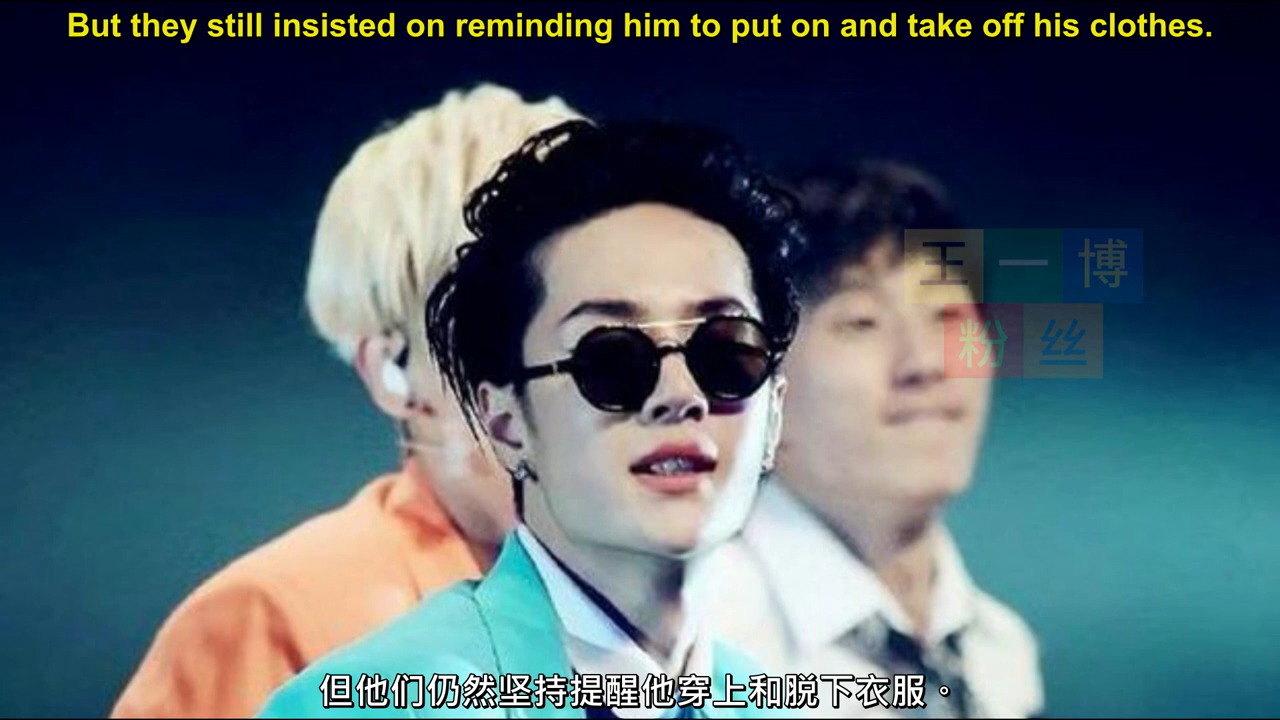 But they still insisted on reminding him to put on and take off his clothes.
王一博
粉丝
但他们仍然坚持提醒他穿上和脱下衣服。